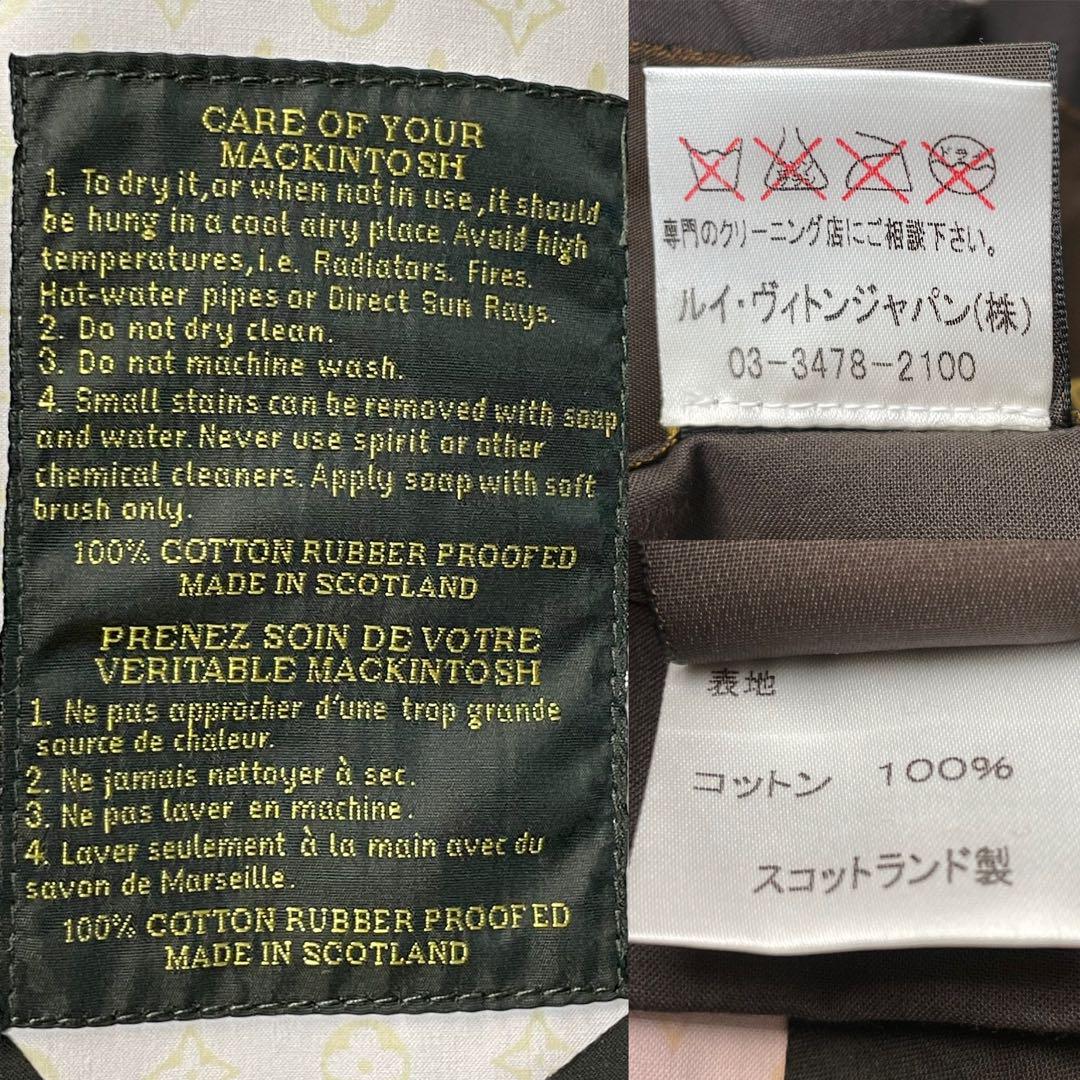 CARE OF YOUR
MACKINTOSH
1. To dry it,or when not in use,it should
be hung in a cool airy place. Avoid high
temperatures,i.e. Radiators. Fires.
Hot-water pipes or Direct Sun Rays.
2. Do not dry clean.
3. Do not machine wash.
4. Small stains can be removed with soap
and water. Never use spirit or other
chemical cleaners. Apply soap with soft
brush only.
100% COTTON RUBBER PROOFED
MADE IN SCOTLAND
PRENEZ SOIN DE VOTRE
VERITABLE MACKINTOSH
1. Ne pas approcher d'une trop grande
source de chaleur.
2. Ne jamais nettoyer à sec.
3. Ne pas laver en machine.
4. Laver seulement à la main avec du
savon de Marseille.
100% COTTON RUBBER PROOFED
MADE IN SCOTLAND
ドライ
専門のクリーニング店にご相談下さい。
ルイ・ヴィトンジャパン(株)
03-3478-2100
表地
コットン 100%
スコットランド製